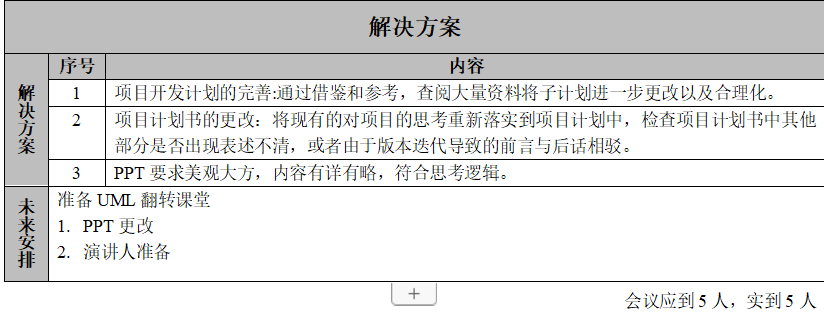 解决方案
序号 内容
解决方案
1 项目开发计划的完善:通过借鉴和参考，查阅大量资料将子计划进一步更改以及合理化。
2 项目计划书的更改：将现有的对项目的思考重新落实到项目计划中，检查项目计划书中其他
部分是否出现表述不清，或者由于版本迭代导致的前言与后话相驳。
3 PPT 要求美观大方，内容有详有略，符合思考逻辑。
未来安排
准备 UML 翻转课堂
1. PPT 更改
2. 演讲人准备
+
会议应到 5 人，实到 5 人